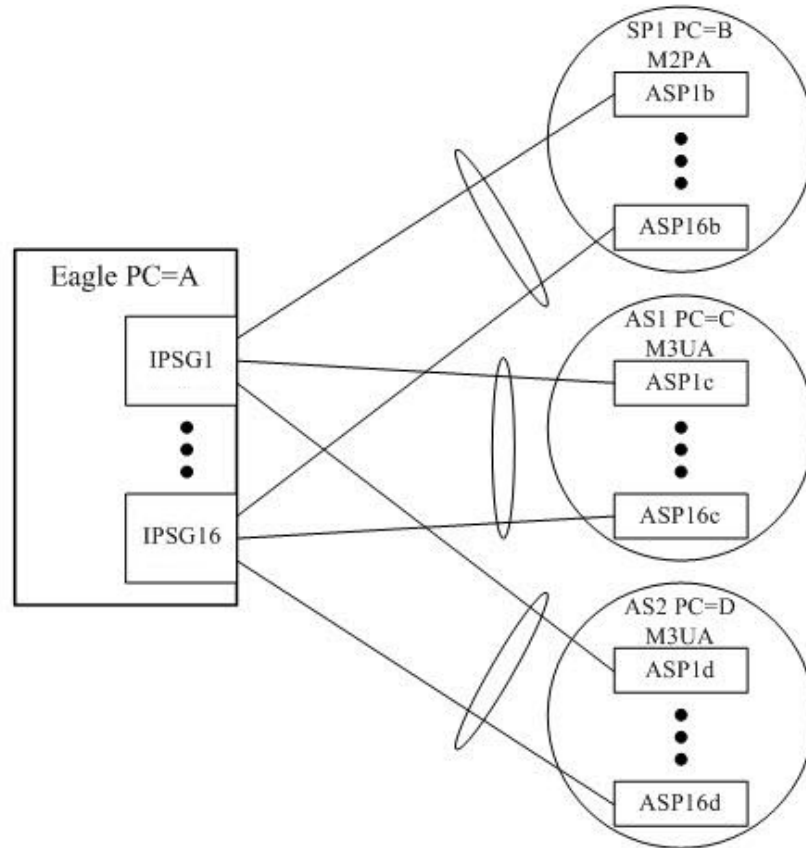 SP1 PC=B
M2PA
ASP1b
ASP16b
Eagle PC=A
IPSG1
IPSG16
AS1 PC=C
M3UA
ASP1c
ASP16c
AS2 PC=D
M3UA
ASP1d
ASP16d